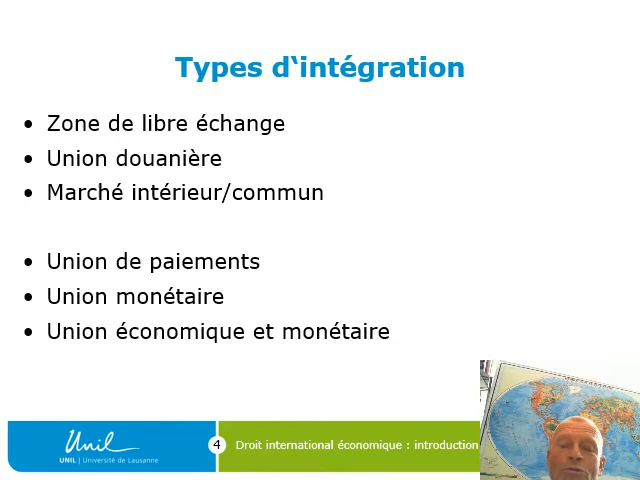 Types d‘intégration
• Zone de libre échange
• Union douanière
• Marché intérieur/commun
• Union de paiements
• Union monétaire
• Union économique et monétaire
Unil
UNIL | Université de Lausanne
4
Droit international économique : introduction